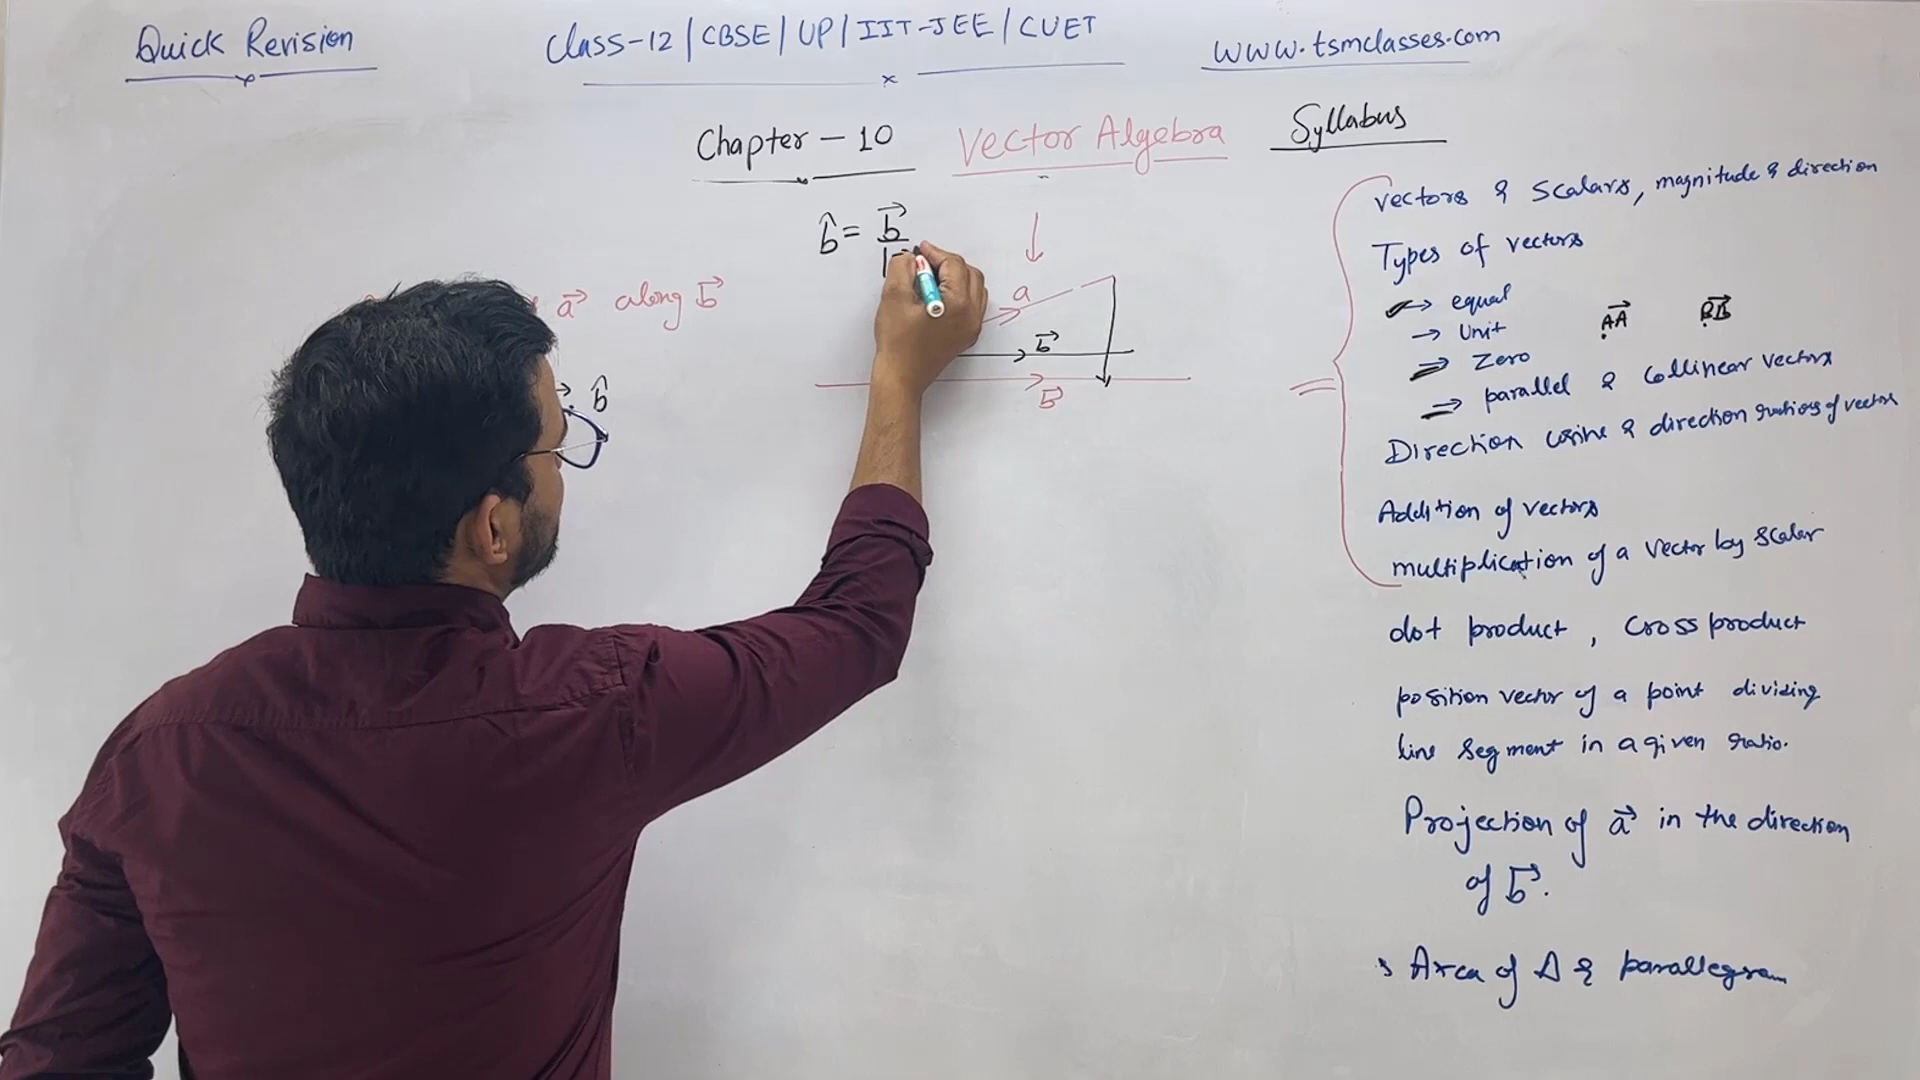 Quick Revision
Class-12 | CBSE | UP | IIT-JEE | CUET
www.tsmclasses.com
Chapter - 10 Vector Algebra
Syllabus
b̂ = b⃗
a⃗ along b⃗
b̂
a
b⃗
b⃗
Vectors & Scalars, magnitude & direction
Types of vectors
→ equal
→ Unit
→ Zero
→ parallel & Collinear vectors
Direction cosine & direction ratios of vector
Addition of vectors
multiplication of a vector by scalar
dot product, Cross product
position vector of a point dividing
line segment in a given ratio.
Projection of a⃗ in the direction
of b⃗.
Area of Δ & parallegram